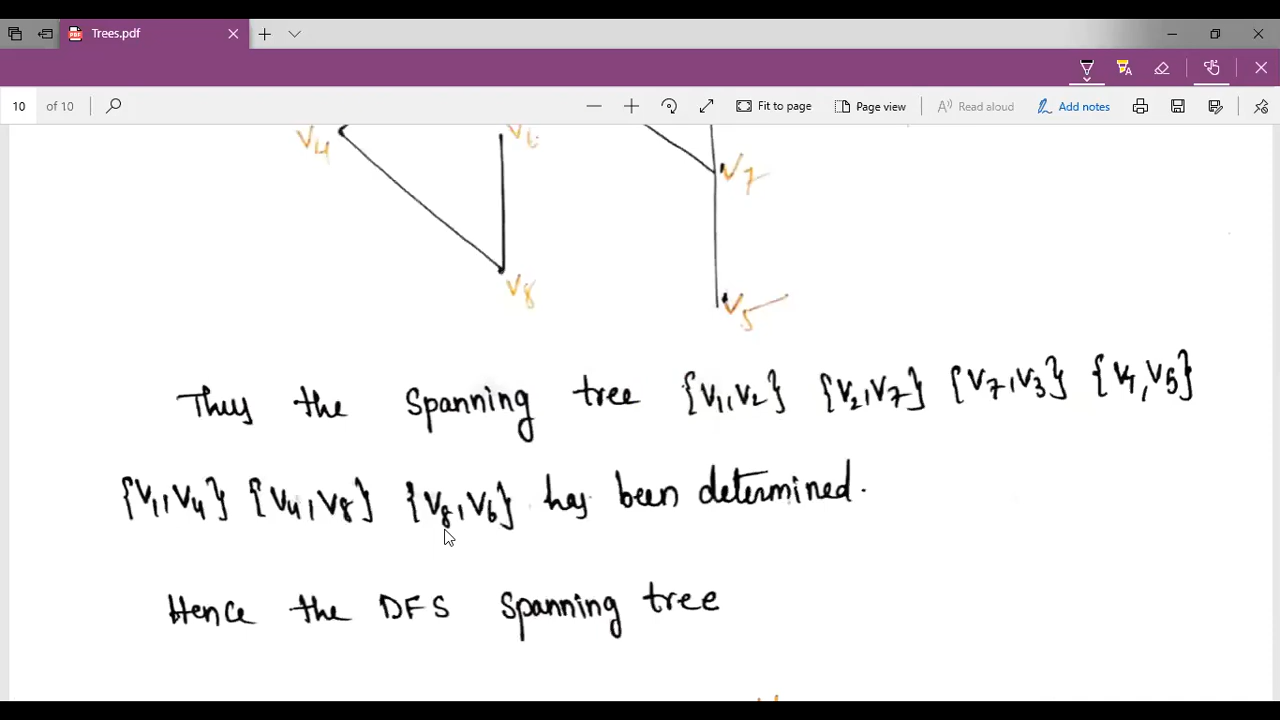 Trees.pdf
10 of 10
Fit to page
Page view
Read aloud
Add notes
V4
V6
V7
V8
V5
Thus the spanning tree {V1,V2} {V2,V7} {V7,V3} {V7,V5}
{V1,V4} {V4,V8} {V8,V6} has been determined.
Hence the DFS spanning tree